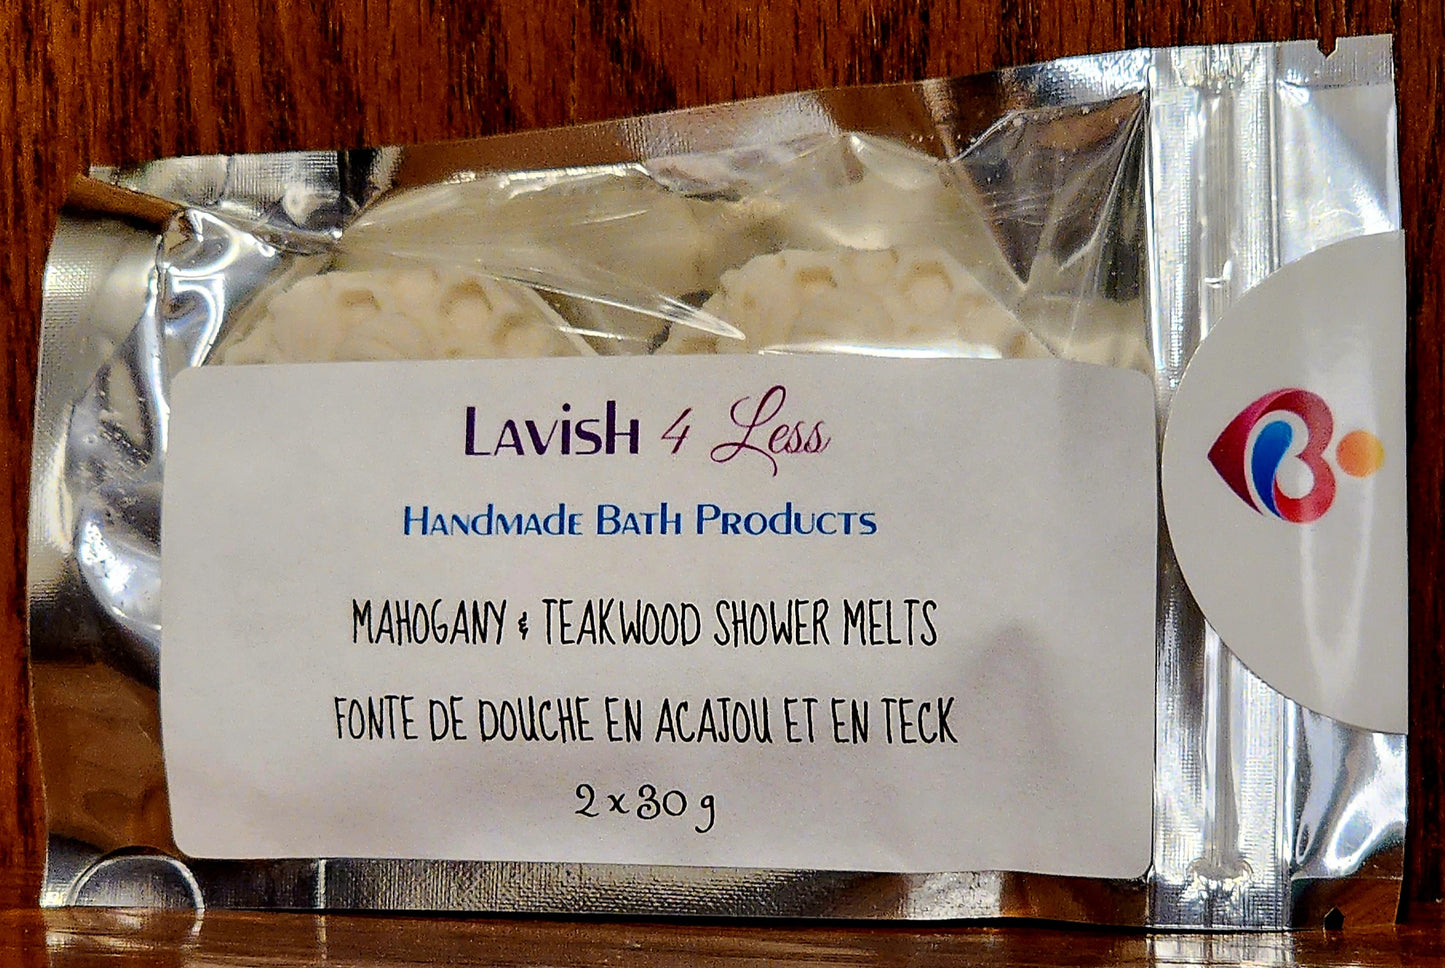 Lavish 4 Less
Handmade Bath Products
MAHOGANY & TEAKWOOD SHOWER MELTS
FONTE DE DOUCHE EN ACAJOU ET EN TECK
2 x 30 g